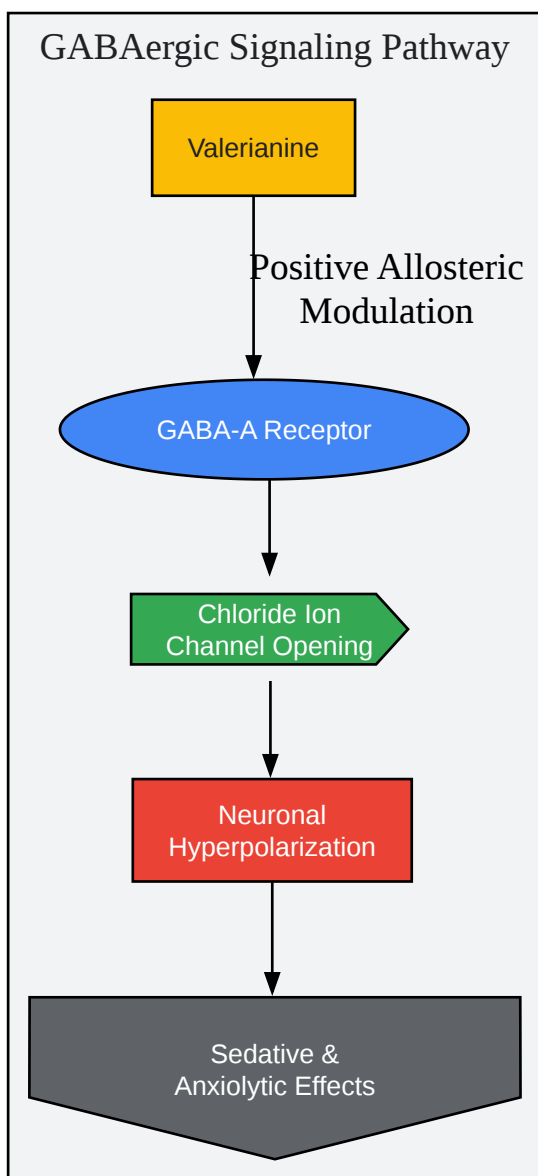 GABAergic Signaling Pathway
Valerianine
Positive Allosteric
Modulation
GABA-A Receptor
Chloride Ion
Channel Opening
Neuronal
Hyperpolarization
Sedative &
Anxiolytic Effects